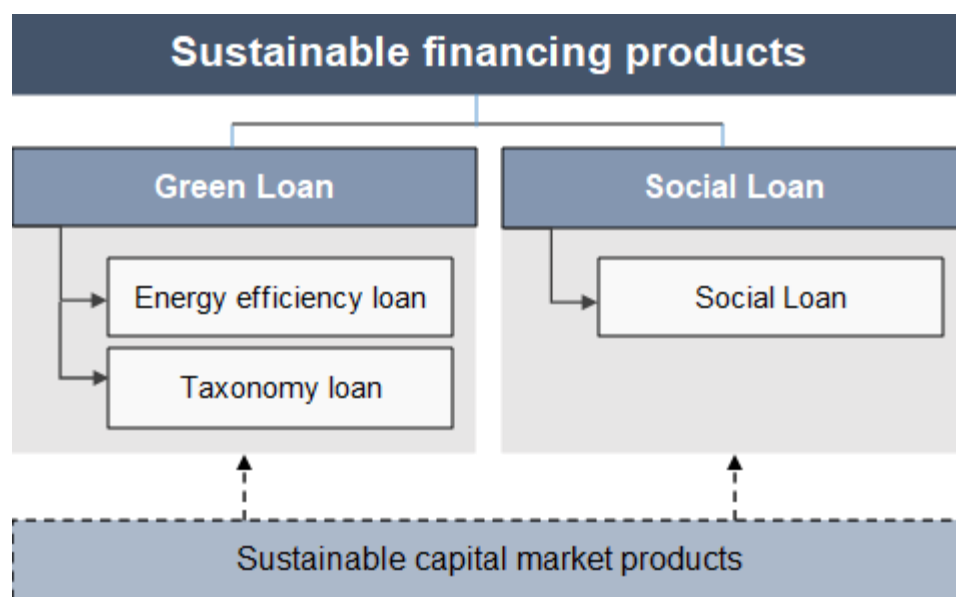 Sustainable financing products
Green Loan
Energy efficiency loan
Taxonomy loan
Social Loan
Social Loan
Sustainable capital market products